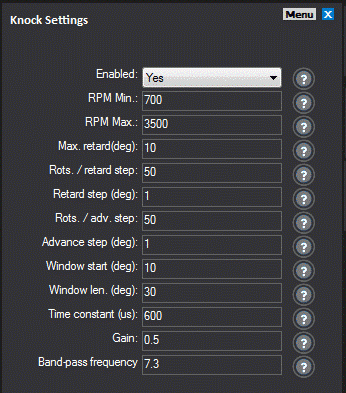 Knock Settings Menu X
Enabled: Yes ?
RPM Min.: 700 ?
RPM Max.: 3500 ?
Max. retard(deg): 10 ?
Rots. / retard step: 50 ?
Retard step (deg): 1 ?
Rots. / adv. step: 50 ?
Advance step (deg): 1 ?
Window start (deg): 10 ?
Window len. (deg): 30 ?
Time constant (us): 600 ?
Gain: 0.5 ?
Band-pass frequency 7.3 ?